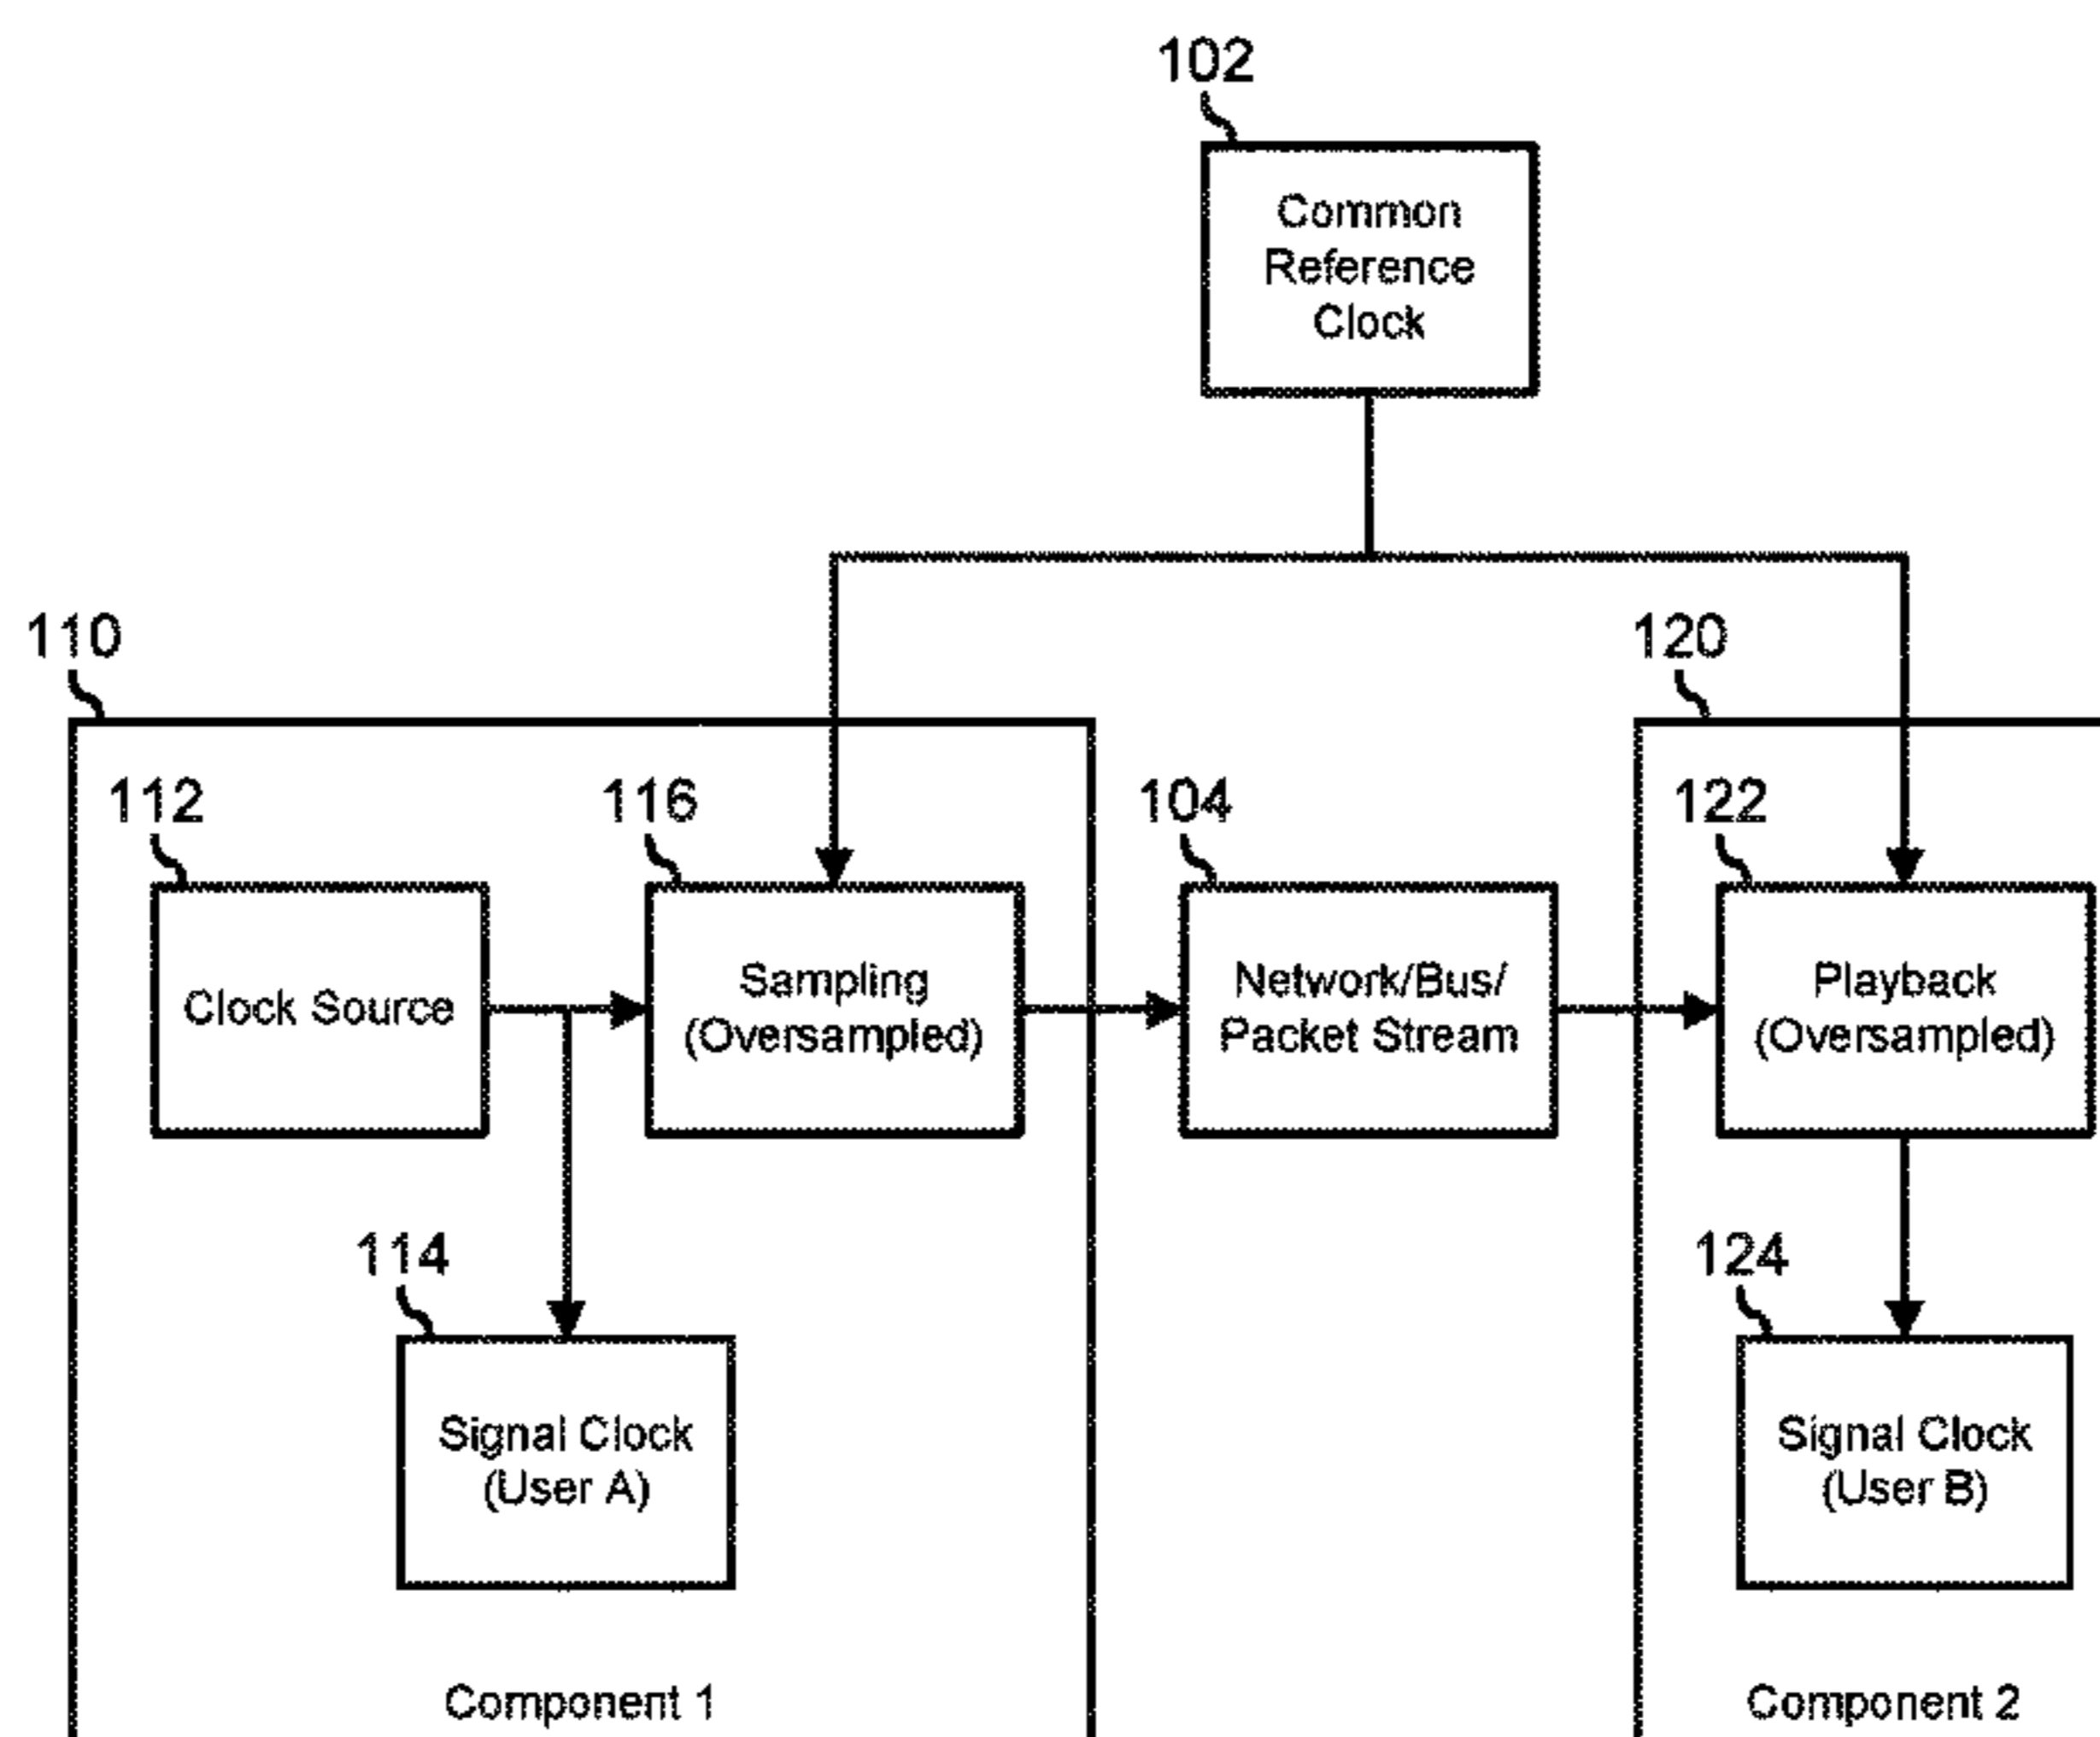 102
Common
Reference
Clock
110
120
112
116
104
122
Clock Source
Sampling
(Oversampled)
Network/Bus/
Packet Stream
Playback
(Oversampled)
114
124
Signal Clock
(User A)
Signal Clock
(User B)
Component 1
Component 2